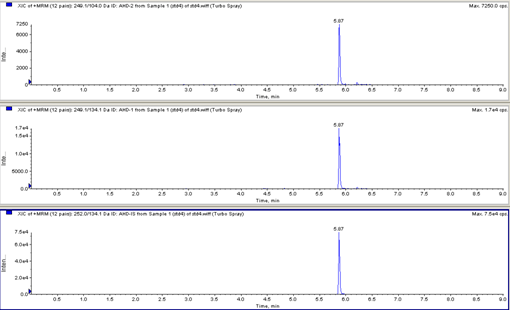 XIC of +MRM (12 pairs): 249.1/104.0 Da ID: AHD-2 from Sample 1 (std4) of std4.wiff (Turbo Spray) Max. 7250.0 cps.
5.87
7250
6000
4000
2000
0
Inte...
0.5 1.0 1.5 2.0 2.5 3.0 3.5 4.0 4.5 5.0 5.5 6.0 6.5 7.0 7.5 8.0 8.5 9.0
Time, min
XIC of +MRM (12 pairs): 249.1/134.1 Da ID: AHD-1 from Sample 1 (std4) of std4.wiff (Turbo Spray) Max. 1.7e4 cps.
5.87
1.7e4
1.5e4
1.0e4
5000.0
0.0
Inte...
0.5 1.0 1.5 2.0 2.5 3.0 3.5 4.0 4.5 5.0 5.5 6.0 6.5 7.0 7.5 8.0 8.5 9.0
Time, min
XIC of +MRM (12 pairs): 252.0/134.1 Da ID: AHD-IS from Sample 1 (std4) of std4.wiff (Turbo Spray) Max. 7.5e4 cps.
5.87
7.5e4
6.0e4
4.0e4
2.0e4
0.0
Inten...
0.5 1.0 1.5 2.0 2.5 3.0 3.5 4.0 4.5 5.0 5.5 6.0 6.5 7.0 7.5 8.0 8.5 9.0
Time, min